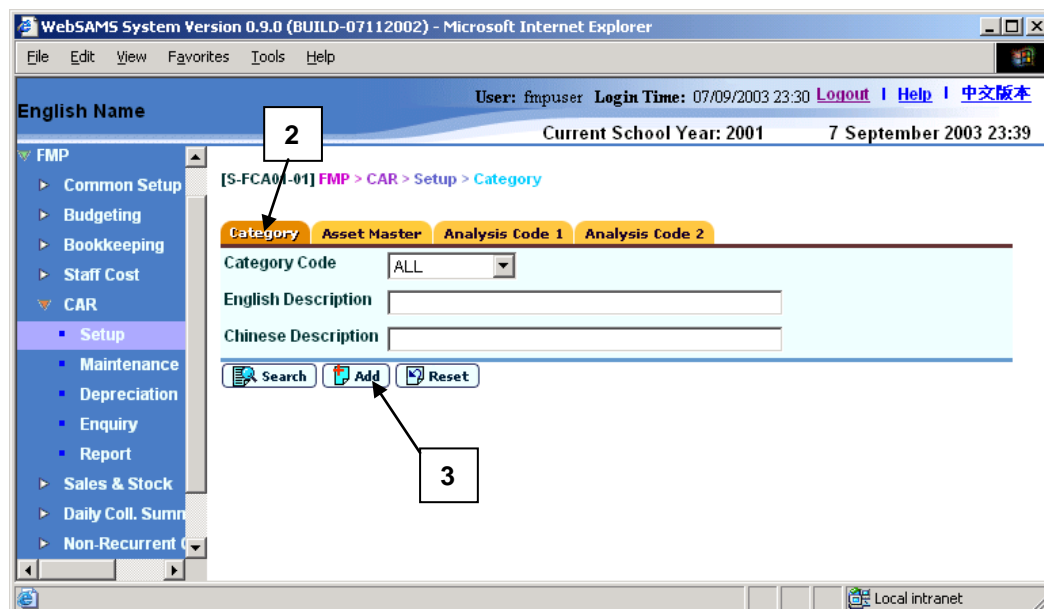 WebSAMS System Version 0.9.0 (BUILD-07112002) - Microsoft Internet Explorer
File Edit View Favorites Tools Help
English Name
User: fmpuser Login Time: 07/09/2003 23:30 Logout | Help | 中文版本
Current School Year: 2001 7 September 2003 23:39
2
FMP
Common Setup
Budgeting
Bookkeeping
Staff Cost
CAR
Setup
Maintenance
Depreciation
Enquiry
Report
Sales & Stock
Daily Coll. Summ
Non-Recurrent
[S-FCA01-01] FMP > CAR > Setup > Category
Category Asset Master Analysis Code 1 Analysis Code 2
Category Code ALL
English Description
Chinese Description
Search Add Reset
3
Local intranet